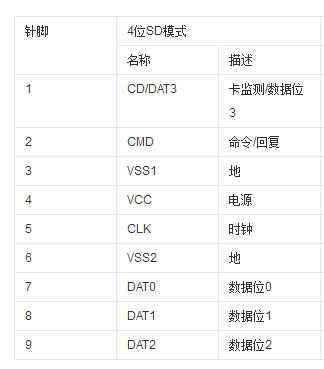 针脚 4位SD模式
名称 描述
1 CD/DAT3 卡监测/数据位
3
2 CMD 命令/回复
3 VSS1 地
4 VCC 电源
5 CLK 时钟
6 VSS2 地
7 DAT0 数据位0
8 DAT1 数据位1
9 DAT2 数据位2